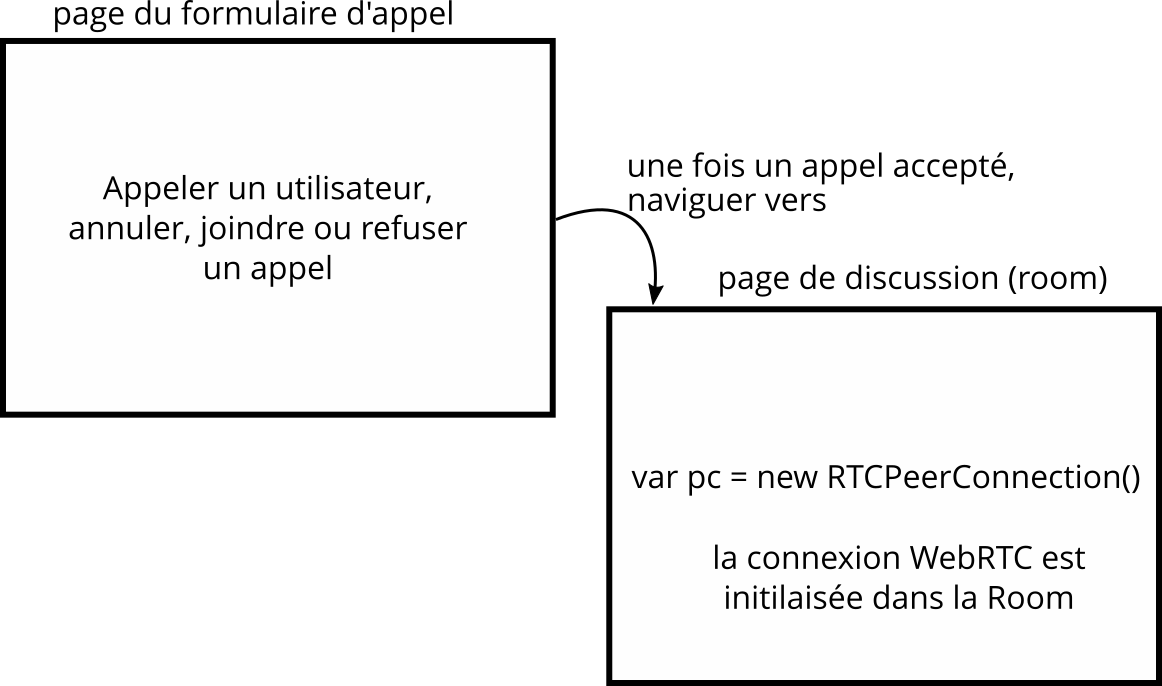 page du formulaire d'appel
Appeler un utilisateur,
annuler, joindre ou refuser
un appel
une fois un appel accepté,
naviguer vers
page de discussion (room)
var pc = new RTCPeerConnection()
la connexion WebRTC est
initilaisée dans la Room